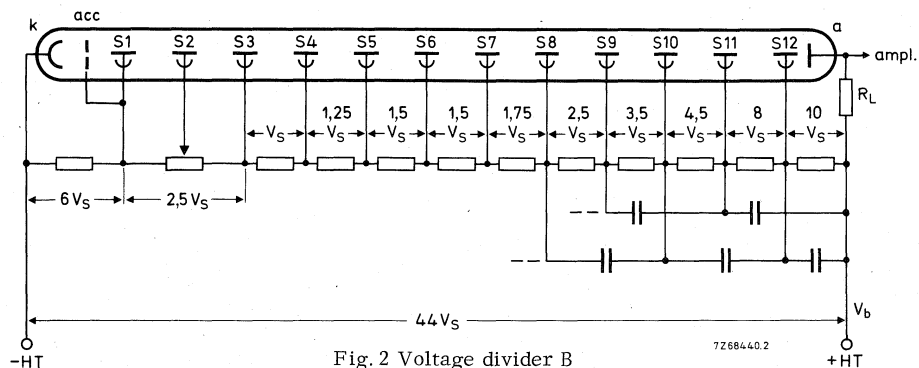 k acc a
S1 S2 S3 S4 S5 S6 S7 S8 S9 S10 S11 S12
ampl.
R_L
V_S 1,25 V_S 1,5 V_S 1,5 V_S 1,75 V_S 2,5 V_S 3,5 V_S 4,5 V_S 8 V_S 10 V_S
6 V_S 2,5 V_S
44 V_S V_b
-HT 7Z68440.2 +HT
Fig. 2 Voltage divider B